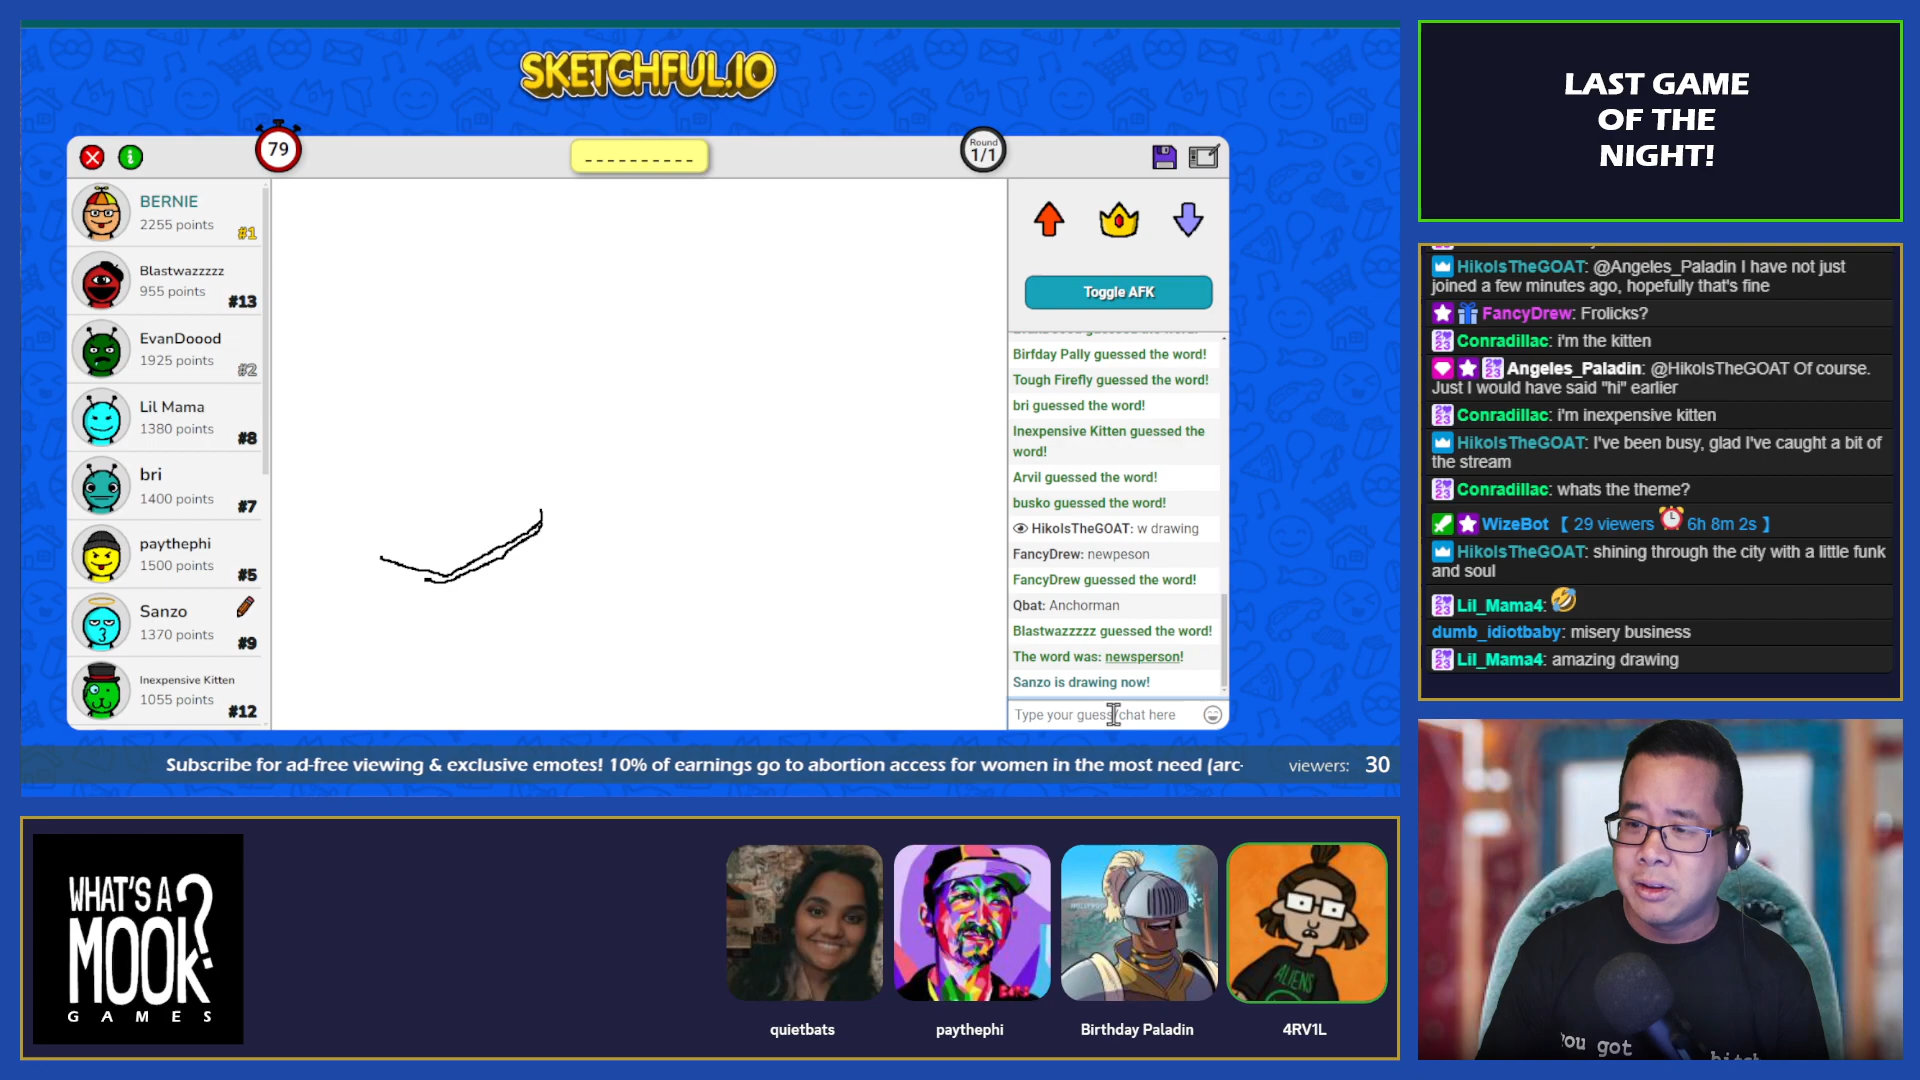 SKETCHFUL.IO
79
_ _ _ _ _ _ _ _ _ _
Round
1/1
BERNIE
2255 points
#1
Blastwazzzzz
955 points
#13
EvanDoood
1925 points
#2
Lil Mama
1380 points
#8
bri
1400 points
#7
paythephi
1500 points
#5
Sanzo
1370 points
#9
Inexpensive Kitten
1055 points
#12
Toggle AFK
Birfday Pally guessed the word!
Tough Firefly guessed the word!
bri guessed the word!
Inexpensive Kitten guessed the
word!
Arvil guessed the word!
busko guessed the word!
HikoIsTheGOAT: w drawing
FancyDrew: newpeson
FancyDrew guessed the word!
Qbat: Anchorman
Blastwazzzzz guessed the word!
The word was: newsperson!
Sanzo is drawing now!
Type your guess/chat here
Subscribe for ad-free viewing & exclusive emotes! 10% of earnings go to abortion access for women in the most need (arc-
viewers: 30
LAST GAME
OF THE
NIGHT!
HikoIsTheGOAT: @Angeles_Paladin I have not just
joined a few minutes ago, hopefully that's fine
FancyDrew: Frolicks?
Conradillac: i'm the kitten
Angeles_Paladin: @HikoIsTheGOAT Of course.
Just I would have said "hi" earlier
Conradillac: i'm inexpensive kitten
HikoIsTheGOAT: I've been busy, glad I've caught a bit of
the stream
Conradillac: whats the theme?
WizeBot 【 29 viewers 6h 8m 2s 】
HikoIsTheGOAT: shining through the city with a little funk
and soul
Lil_Mama4:
dumb_idiotbaby: misery business
Lil_Mama4: amazing drawing
WHAT'S A
MOOK?
GAMES
quietbats
paythephi
Birthday Paladin
ALIENS
4RV1L
you got
bitch